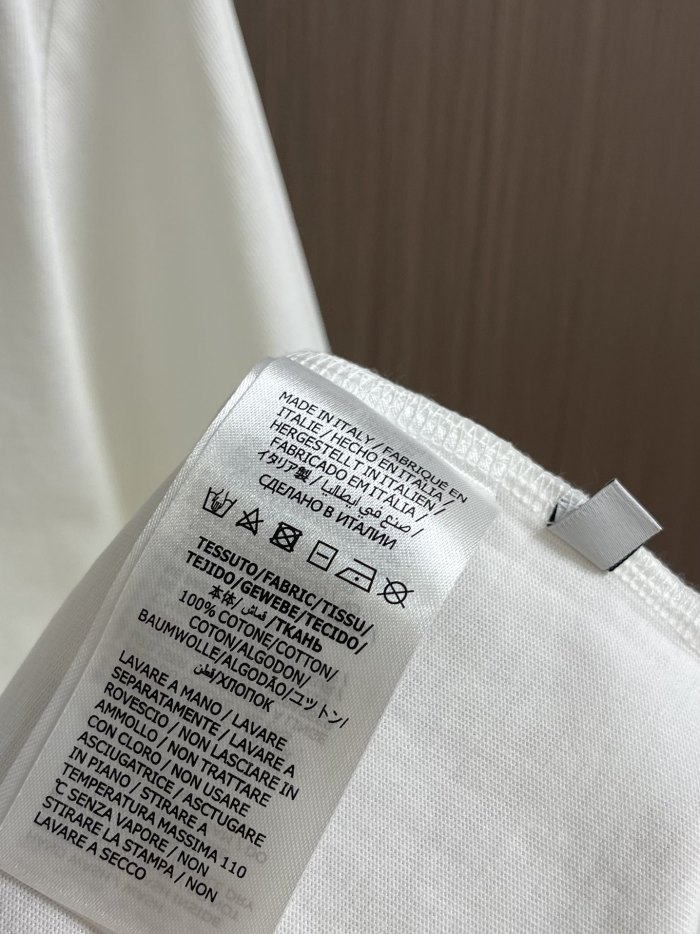 MADE IN ITALY / FABRIQUÉ EN
ITALIE / HECHO EN ITALIA /
HERGESTELLT IN ITALIEN /
FABRICADO EM ITÁLIA /
イタリア製 / صنع في ايطاليا /
СДЕЛАНО В ИТАЛИИ
TESSUTO/FABRIC/TISSU/
TEJIDO/GEWEBE/TECIDO/
本体/ قماش /ТКАНЬ
100% COTONE/COTTON/
COTON/ALGODON/
BAUMWOLLE/ALGODÃO/コットン/
قطن/ХЛОПОК
LAVARE A MANO / LAVARE
SEPARATAMENTE / LAVARE A
ROVESCIO / NON LASCIARE IN
AMMOLLO / NON TRATTARE
CON CLORO / NON USARE
ASCIUGATRICE / ASCTUGARE
IN PIANO / STIRARE A
TEMPERATURA MASSIMA 110
°C SENZA VAPORE / NON
STIRARE LA STAMPA / NON
LAVARE A SECCO